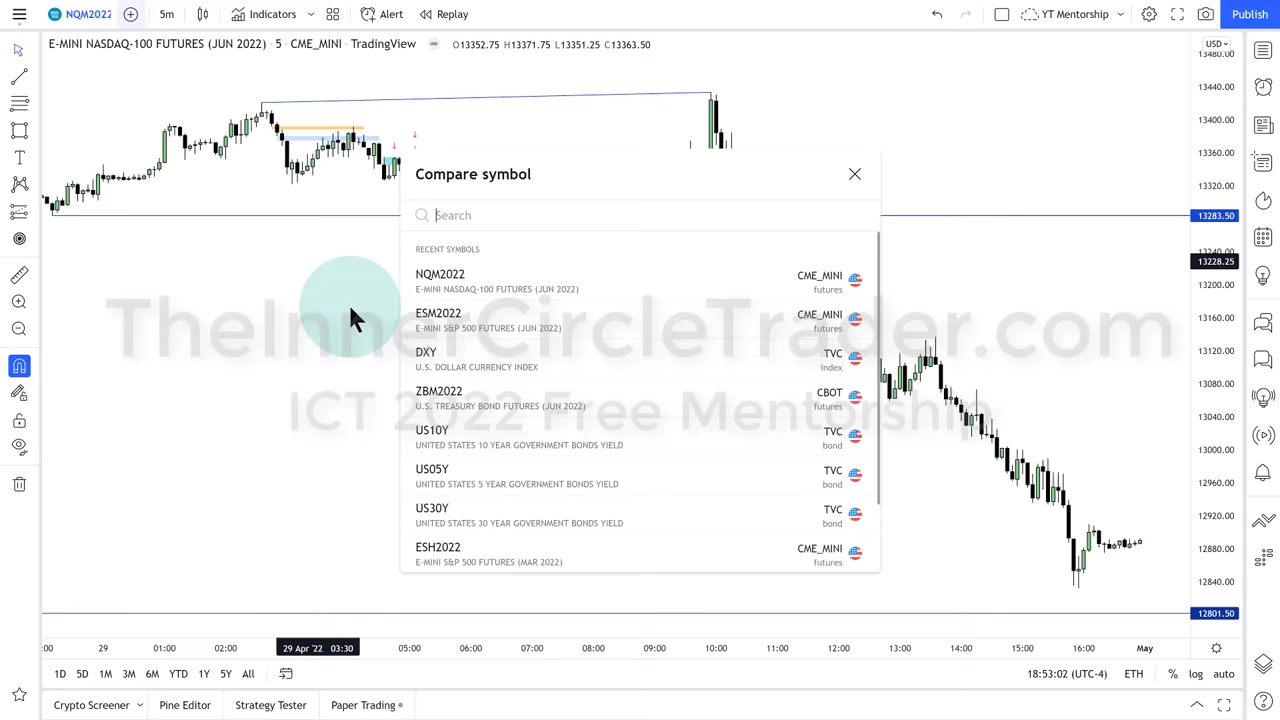 NQM2022
5m
Indicators
Alert
Replay
YT Mentorship
Publish
E-MINI NASDAQ-100 FUTURES (JUN 2022) · 5 · CME_MINI · TradingView
O13352.75 H13371.75 L13351.25 C13363.50
USD
13480.00
13440.00
13400.00
13360.00
13320.00
13283.50
13240.00
13228.25
13200.00
13160.00
13120.00
13080.00
13040.00
13000.00
12960.00
12920.00
12880.00
12840.00
12801.50
Compare symbol
Search
RECENT SYMBOLS
NQM2022 CME_MINI
E-MINI NASDAQ-100 FUTURES (JUN 2022) futures
ESM2022 CME_MINI
E-MINI S&P 500 FUTURES (JUN 2022) futures
DXY TVC
U.S. DOLLAR CURRENCY INDEX index
ZBM2022 CBOT
U.S. TREASURY BOND FUTURES (JUN 2022) futures
US10Y TVC
UNITED STATES 10 YEAR GOVERNMENT BONDS YIELD bond
US05Y TVC
UNITED STATES 5 YEAR GOVERNMENT BONDS YIELD bond
US30Y TVC
UNITED STATES 30 YEAR GOVERNMENT BONDS YIELD bond
ESH2022 CME_MINI
E-MINI S&P 500 FUTURES (MAR 2022) futures
TheInnerCircleTrader.com
ICT 2022 Free Mentorship
:00 29 01:00 02:00 29 Apr '22 03:30 05:00 06:00 07:00 08:00 09:00 10:00 11:00 12:00 13:00 14:00 15:00 16:00 May
1D 5D 1M 3M 6M YTD 1Y 5Y All
18:53:02 (UTC-4) ETH % log auto
Crypto Screener Pine Editor Strategy Tester Paper Trading